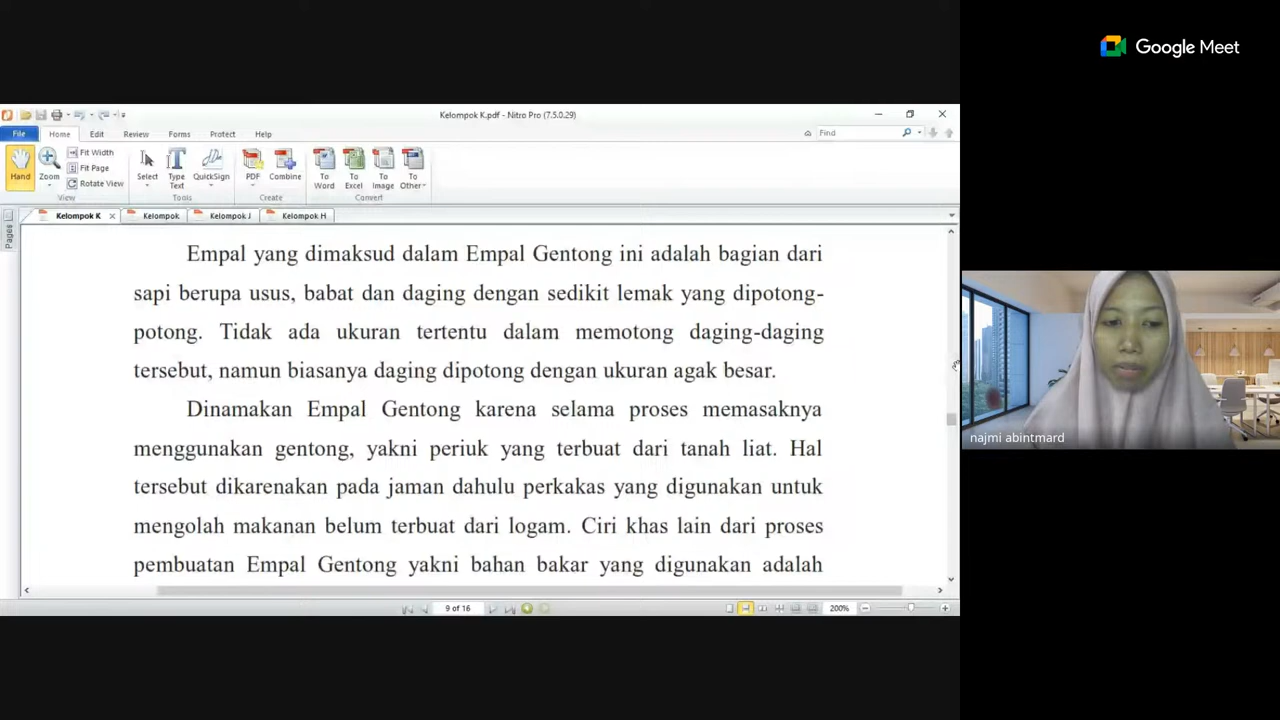 Google Meet
Kelompok K.pdf - Nitro Pro (7.5.0.29)
File Home Edit Review Forms Protect Help
Find
Hand
Zoom
Fit Width
Fit Page
Rotate View
View
Select
Type Text
QuickSign
Tools
PDF
Combine
Create
To Word
To Excel
To Image
To Other
Convert
Kelompok K Kelompok Kelompok J Kelompok H
Pages
Empal yang dimaksud dalam Empal Gentong ini adalah bagian dari
sapi berupa usus, babat dan daging dengan sedikit lemak yang dipotong-
potong. Tidak ada ukuran tertentu dalam memotong daging-daging
tersebut, namun biasanya daging dipotong dengan ukuran agak besar.
Dinamakan Empal Gentong karena selama proses memasaknya
menggunakan gentong, yakni periuk yang terbuat dari tanah liat. Hal
tersebut dikarenakan pada jaman dahulu perkakas yang digunakan untuk
mengolah makanan belum terbuat dari logam. Ciri khas lain dari proses
pembuatan Empal Gentong yakni bahan bakar yang digunakan adalah
9 of 16
200%
najmi abintmard